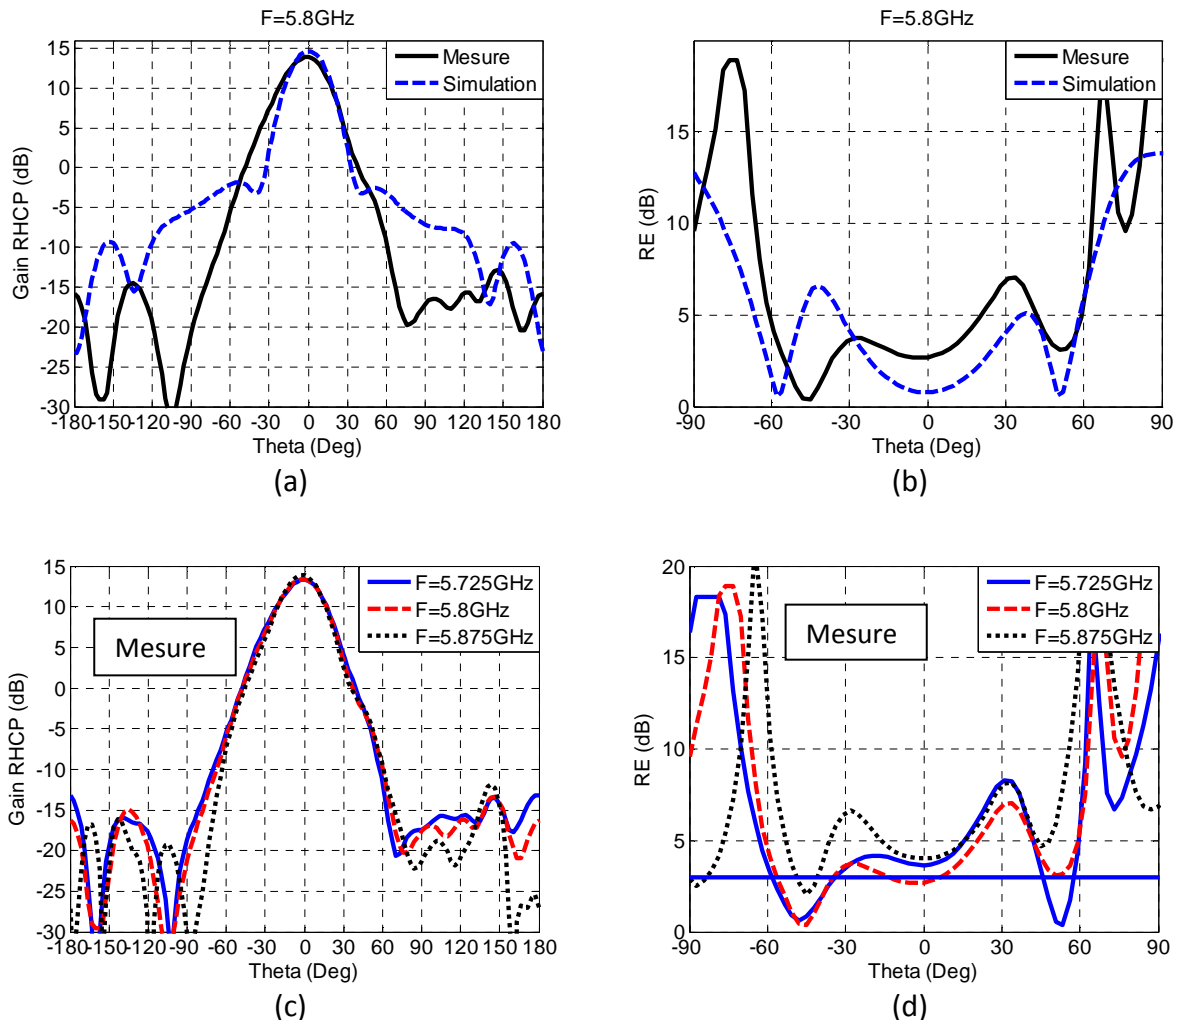 F=5.8GHz
Gain RHCP (dB)
15
10
5
0
-5
-10
-15
-20
-25
-30
Mesure
Simulation
-180 -150 -120 -90 -60 -30 0 30 60 90 120 150 180
Theta (Deg)
(a)
F=5.8GHz
RE (dB)
15
10
5
0
Mesure
Simulation
-90 -60 -30 0 30 60 90
Theta (Deg)
(b)
Gain RHCP (dB)
15
10
5
0
-5
-10
-15
-20
-25
-30
F=5.725GHz
F=5.8GHz
F=5.875GHz
Mesure
-180 -150 -120 -90 -60 -30 0 30 60 90 120 150 180
Theta (Deg)
(c)
RE (dB)
20
15
10
5
0
F=5.725GHz
F=5.8GHz
F=5.875GHz
Mesure
-90 -60 -30 0 30 60 90
Theta (Deg)
(d)